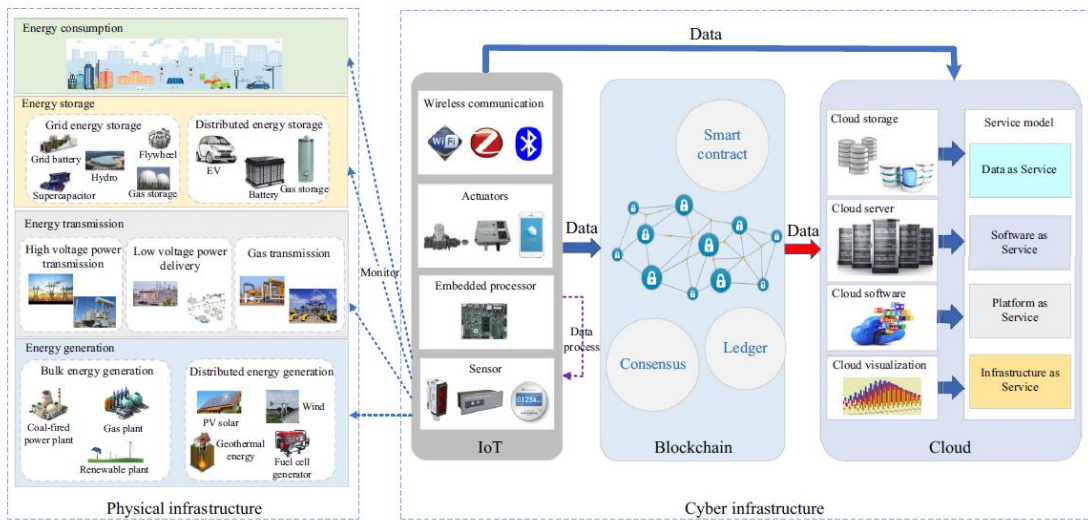 Energy consumption
Energy storage
Grid energy storage
Grid battery
Flywheel
Hydro
Supercapacitor
Gas storage
Distributed energy storage
EV
Battery
Gas storage
Energy transmission
High voltage power
transmission
Low voltage power
delivery
Gas transmission
Energy generation
Bulk energy generation
Coal-fired
power plant
Gas plant
Renewable plant
Distributed energy generation
PV solar
Wind
Geothermal
energy
Fuel cell
generator
Physical infrastructure
Monitor
Data
Wireless communication
WiFi
Actuators
Embedded processor
Data
process
Sensor
01234
IoT
Data
Smart
contract
Consensus
Ledger
Blockchain
Data
Cloud storage
Cloud server
Cloud software
Cloud visualization
Service model
Data as Service
Software as
Service
Platform as
Service
Infrastructure as
Service
Cloud
Cyber infrastructure